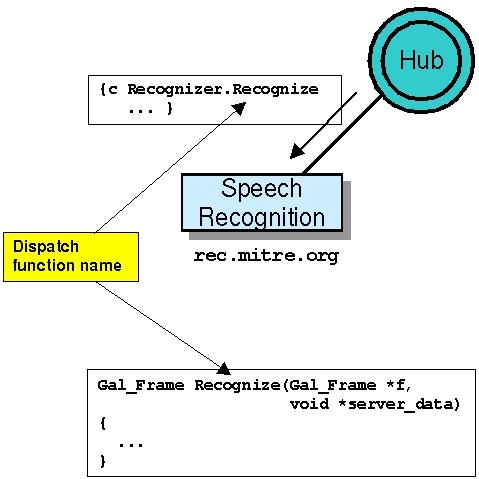 Hub
{c Recognizer.Recognize
... }
Speech
Recognition
rec.mitre.org
Dispatch
function name
Gal_Frame Recognize(Gal_Frame *f,
void *server_data)
{
...
}